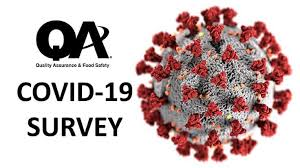 QA
Quality Assurance & Food Safety
COVID-19
SURVEY